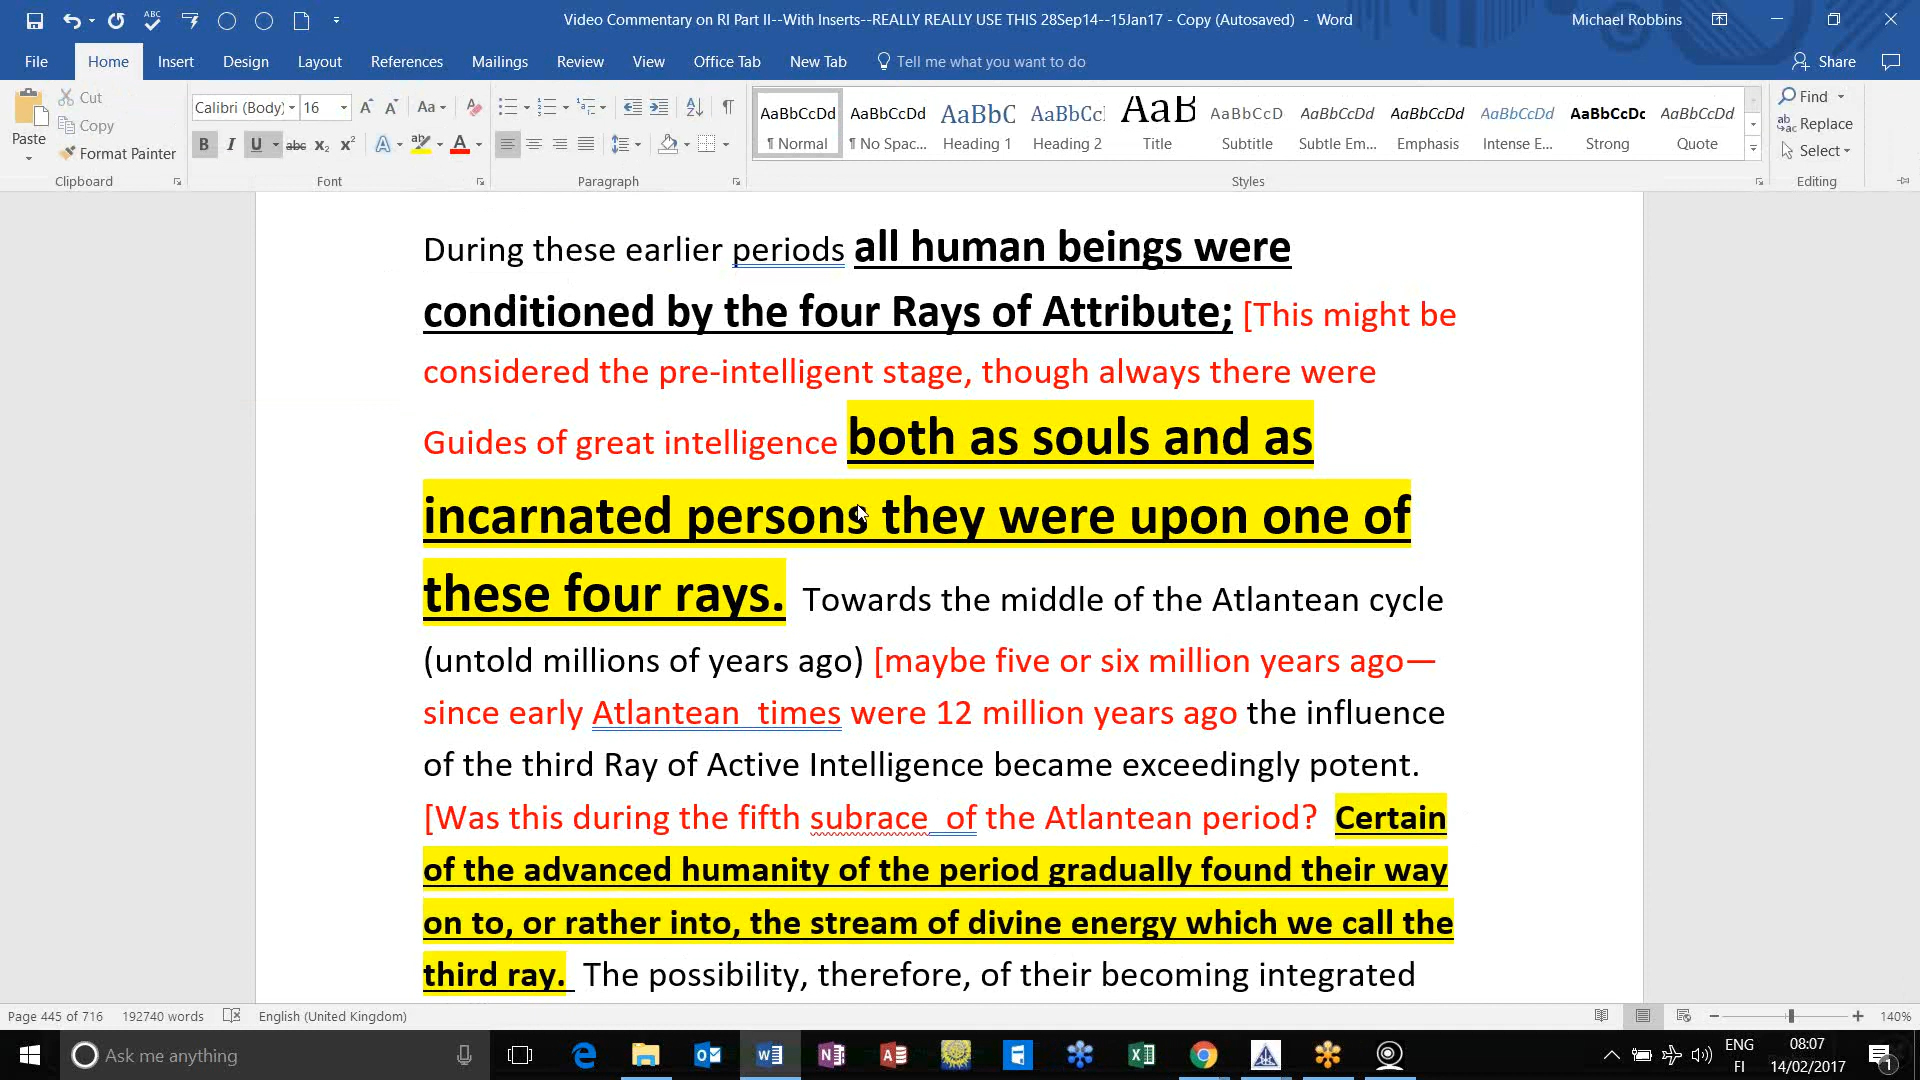 Video Commentary on RI Part II--With Inserts--REALLY REALLY USE THIS 28Sep14--15Jan17 - Copy (Autosaved) - Word
Michael Robbins
File Home Insert Design Layout References Mailings Review View Office Tab New Tab Tell me what you want to do Share
Paste
Cut
Copy
Format Painter
Clipboard
Calibri (Body) 16
Font
Paragraph
AaBbCcDd AaBbCcDd AaBbC AaBbCc AaB AaBbCcD AaBbCcDd AaBbCcDd AaBbCcDd AaBbCcDc AaBbCcDd
¶ Normal ¶ No Spac... Heading 1 Heading 2 Title Subtitle Subtle Em... Emphasis Intense E... Strong Quote
Styles
Find
Replace
Select
Editing
During these earlier periods all human beings were
conditioned by the four Rays of Attribute; [This might be
considered the pre-intelligent stage, though always there were
Guides of great intelligence both as souls and as
incarnated persons they were upon one of
these four rays. Towards the middle of the Atlantean cycle
(untold millions of years ago) [maybe five or six million years ago—
since early Atlantean times were 12 million years ago the influence
of the third Ray of Active Intelligence became exceedingly potent.
[Was this during the fifth subrace of the Atlantean period? Certain
of the advanced humanity of the period gradually found their way
on to, or rather into, the stream of divine energy which we call the
third ray. The possibility, therefore, of their becoming integrated
Page 445 of 716 192740 words English (United Kingdom) 140%
Ask me anything
ENG
FI
08:07
14/02/2017
1